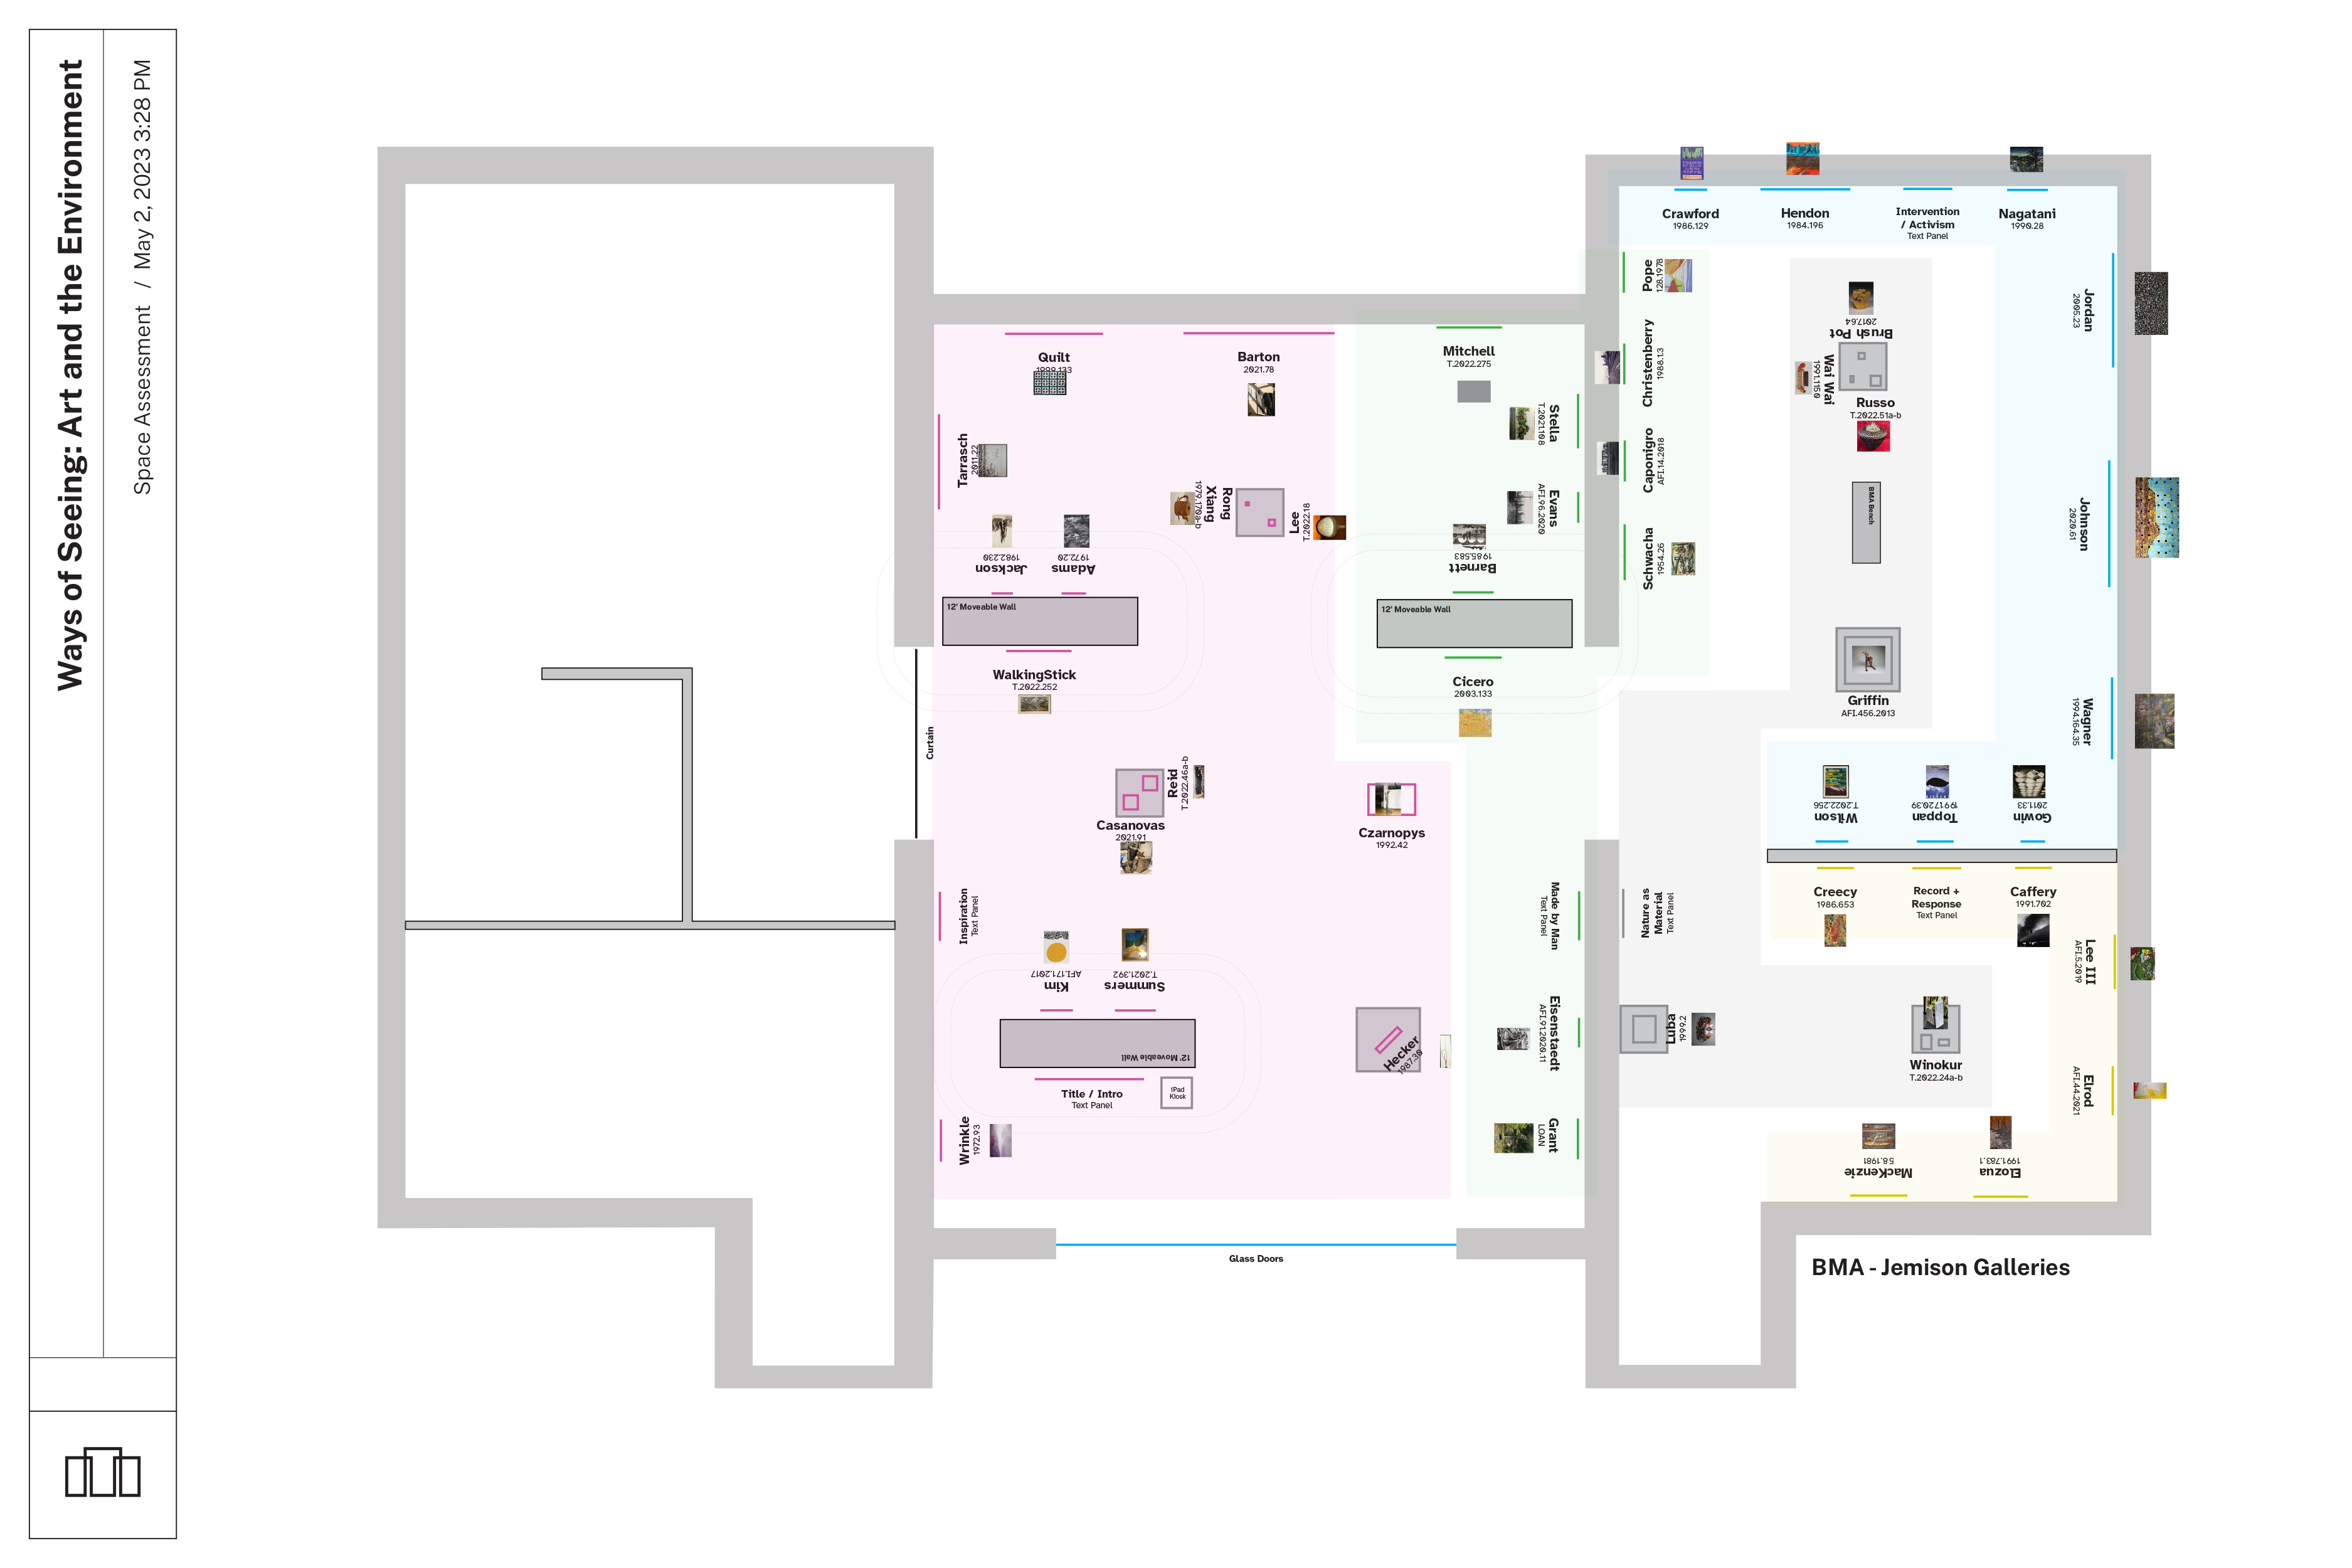 Ways of Seeing: Art and the Environment
Space Assessment / May 2, 2023 3:28 PM
Quilt
1999.133
Barton
2021.78
Tarrasch
2011.22
Jackson
1982.230
Adams
1972.20
Rong
Xiang
1979.170a-b
Lee
T.2022.18
12' Moveable Wall
WalkingStick
T.2022.252
Curtain
Reid
T.2022.46a-b
Casanovas
2021.91
Czarnopys
1992.42
Inspiration
Text Panel
Kim
AFI.171.2017
Summers
T.2021.392
12' Moveable Wall
Title / Intro
Text Panel
iPad
Kiosk
Wrinkle
1972.93
Hecker
1987.30
Glass Doors
Mitchell
T.2022.275
Stella
T.2021.108
Evans
AFI.96.2020
Barnett
1985.583
12' Moveable Wall
Cicero
2003.133
Made by Man
Text Panel
Eisenstaedt
AFI.91.2020.11
Grant
LOAN
Pope
128.1978
Christenberry
1988.1.3
Caponigro
AFI.14.2018
Schwacha
1954.26
Crawford
1986.129
Hendon
1984.196
Intervention
/ Activism
Text Panel
Nagatani
1990.28
Jordan
2005.23
Johnson
2020.61
Wagner
1994.164.35
Brush Pot
2017.64
Wai Wai
1991.1150
Russo
T.2022.51a-b
BMA Bench
Griffin
AFI.456.2013
Wilson
T.2022.256
Toppan
1991.720.39
Gowin
2011.33
Creecy
1986.653
Record +
Response
Text Panel
Caffery
1991.702
Lee III
AFI.5.2019
Elrod
AFI.44.2021
Nature as
Material
Text Panel
Luba
1999.2
Winokur
T.2022.24a-b
MacKenzie
5.8.1981
Elozua
1991.783.1
BMA - Jemison Galleries